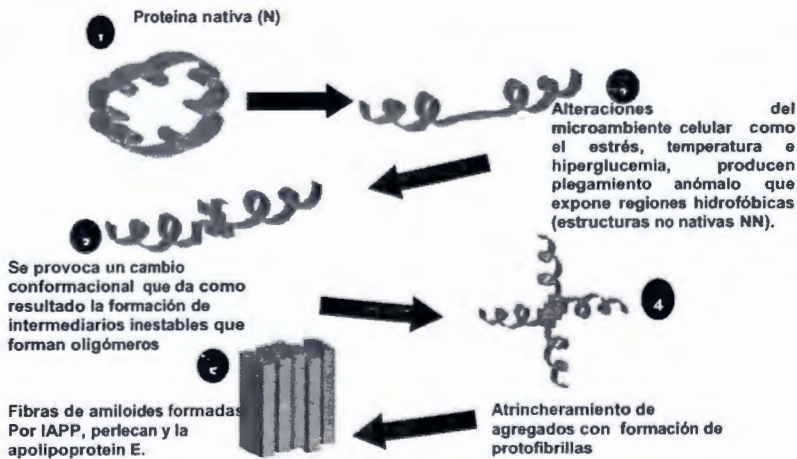 Proteína nativa (N)
1
Alteraciones del
microambiente celular como
el estrés, temperatura e
hiperglucemia, producen
plegamiento anómalo que
expone regiones hidrofóbicas
(estructuras no nativas NN).
Se provoca un cambio
conformacional que da como
resultado la formación de
intermediarios inestables que
forman oligómeros
4
Atrincheramiento de
agregados con formación de
protofibrillas
Fibras de amiloides formadas
Por IAPP, perlecan y la
apolipoprotein E.